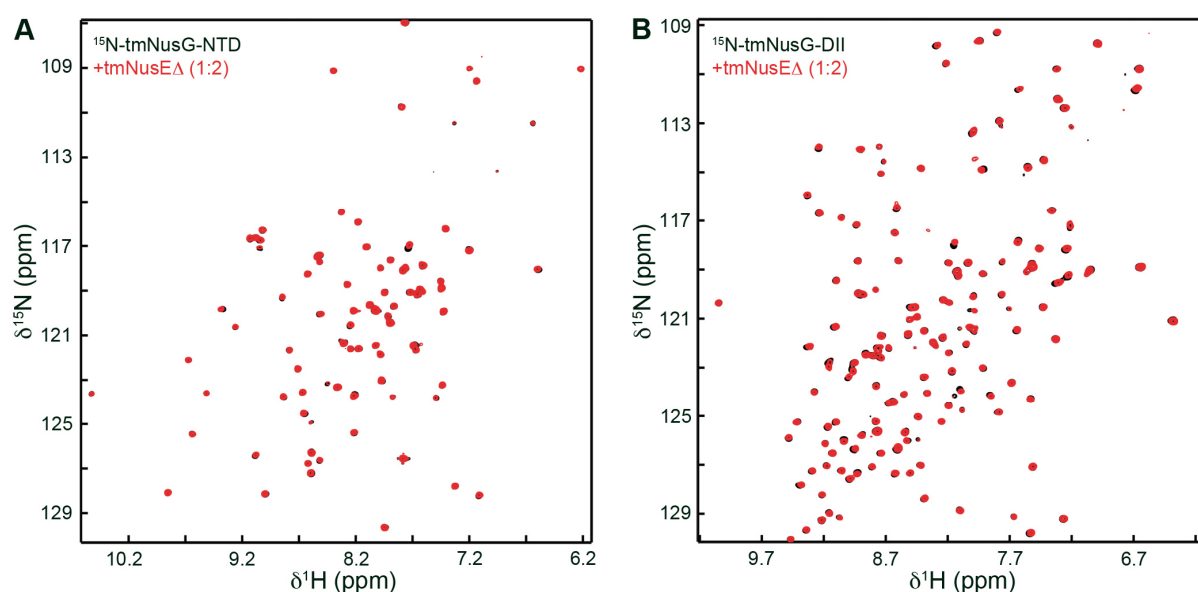 A
¹⁵N-tmNusG-NTD
+tmNusEΔ (1:2)
109
113
117
121
125
129
δ¹⁵N (ppm)
10.2 9.2 8.2 7.2 6.2
δ¹H (ppm)
B
¹⁵N-tmNusG-DII
+tmNusEΔ (1:2)
109
113
117
121
125
129
δ¹⁵N (ppm)
9.7 8.7 7.7 6.7
δ¹H (ppm)